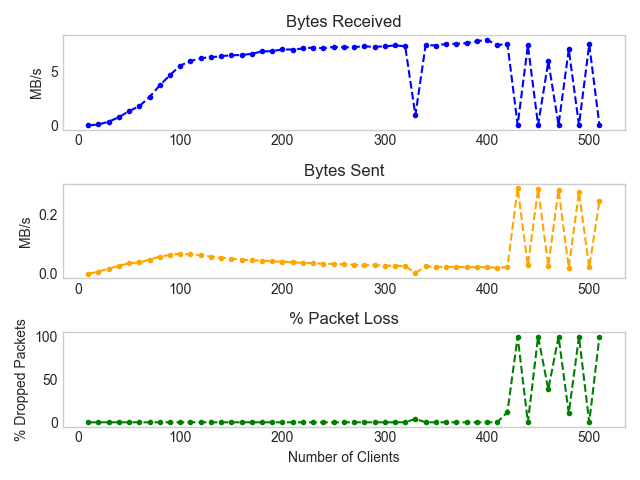 Bytes Received
MB/s
5
0
0 100 200 300 400 500
Bytes Sent
MB/s
0.2
0.0
0 100 200 300 400 500
% Packet Loss
% Dropped Packets
100
50
0
0 100 200 300 400 500
Number of Clients